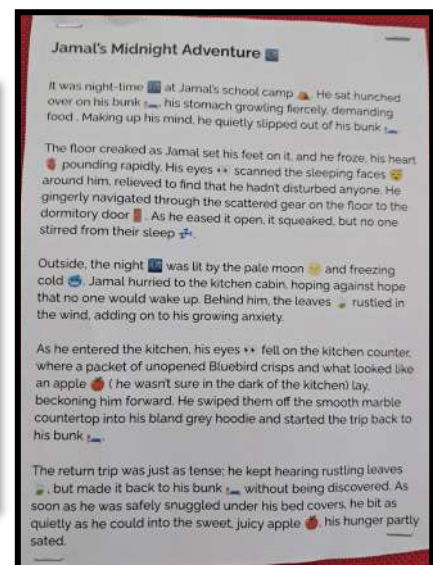 Jamal's Midnight Adventure 🌃
It was night-time 🌃 at Jamal's school camp 🏕️. He sat hunched
over on his bunk 🛏️, his stomach growling fiercely, demanding
food . Making up his mind, he quietly slipped out of his bunk 🛏️.
The floor creaked as Jamal set his feet on it, and he froze, his heart
🫀 pounding rapidly. His eyes 👀 scanned the sleeping faces 😴
around him, relieved to find that he hadn't disturbed anyone. He
gingerly navigated through the scattered gear on the floor to the
dormitory door 🚪. As he eased it open, it squeaked, but no one
stirred from their sleep 💤.
Outside, the night 🌃 was lit by the pale moon 🌕 and freezing
cold 🥶. Jamal hurried to the kitchen cabin, hoping against hope
that no one would wake up. Behind him, the leaves 🍃 rustled in
the wind, adding on to his growing anxiety.
As he entered the kitchen, his eyes 👀 fell on the kitchen counter,
where a packet of unopened Bluebird crisps and what looked like
an apple 🍎 ( he wasn't sure in the dark of the kitchen) lay,
beckoning him forward. He swiped them off the smooth marble
countertop into his bland grey hoodie and started the trip back to
his bunk 🛏️.
The return trip was just as tense; he kept hearing rustling leaves
🍃, but made it back to his bunk 🛏️ without being discovered. As
soon as he was safely snuggled under his bed covers, he bit as
quietly as he could into the sweet, juicy apple 🍎, his hunger partly
sated.